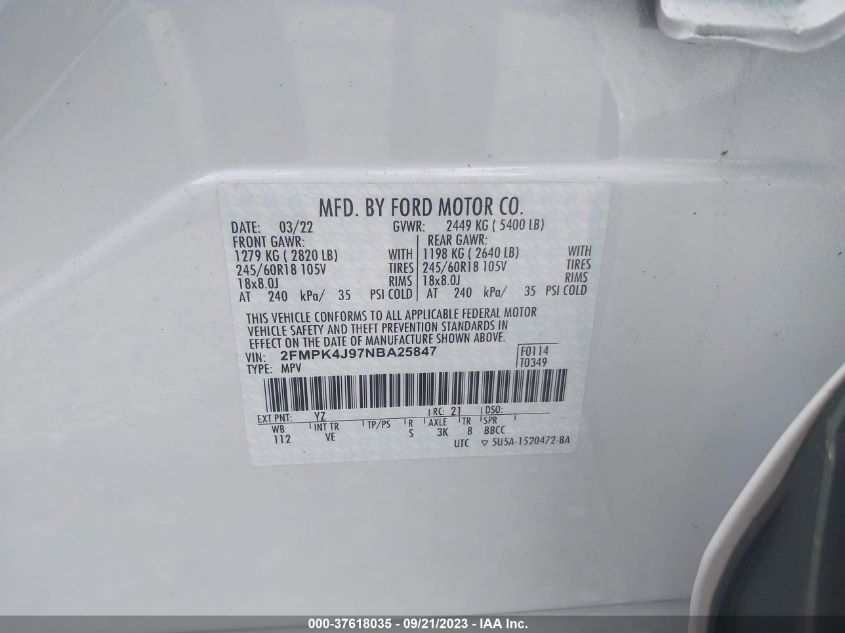 MFD. BY FORD MOTOR CO.
DATE: 03/22 GVWR: 2449 KG ( 5400 LB)
FRONT GAWR: REAR GAWR:
1279 KG ( 2820 LB) WITH 1198 KG ( 2640 LB) WITH
245/60R18 105V TIRES 245/60R18 105V TIRES
18x8.0J RIMS 18x8.0J RIMS
AT 240 kPa/ 35 PSI COLD AT 240 kPa/ 35 PSI COLD
THIS VEHICLE CONFORMS TO ALL APPLICABLE FEDERAL MOTOR
VEHICLE SAFETY AND THEFT PREVENTION STANDARDS IN
EFFECT ON THE DATE OF MANUFACTURE SHOWN ABOVE.
VIN: 2FMPK4J97NBA25847 F0114
TYPE: MPV T0349
EXT PNT: YZ RC: 21 DSO:
WB INT TR TP/PS R AXLE TR SPR
112 VE S 3K 8 BBCC
UTC ▽ 5U5A-1520472-BA
000-37618035 - 09/21/2023 - IAA Inc.